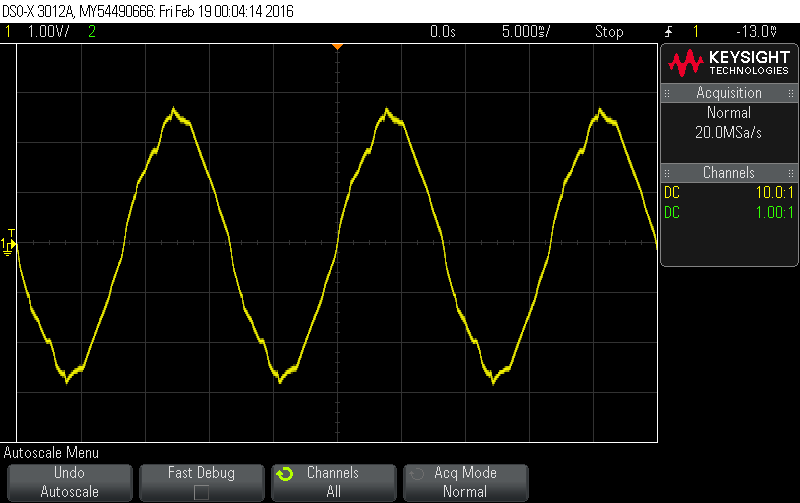 DSO-X 3012A, MY54490666: Fri Feb 19 00:04:14 2016
1 1.00V/ 2 0.0s 5.000ms/ Stop 1 -13.0mV
KEYSIGHT
TECHNOLOGIES
Acquisition
Normal
20.0MSa/s
Channels
DC 10.0:1
DC 1.00:1
T
1
Autoscale Menu
Undo
Autoscale
Fast Debug
Channels
All
Acq Mode
Normal